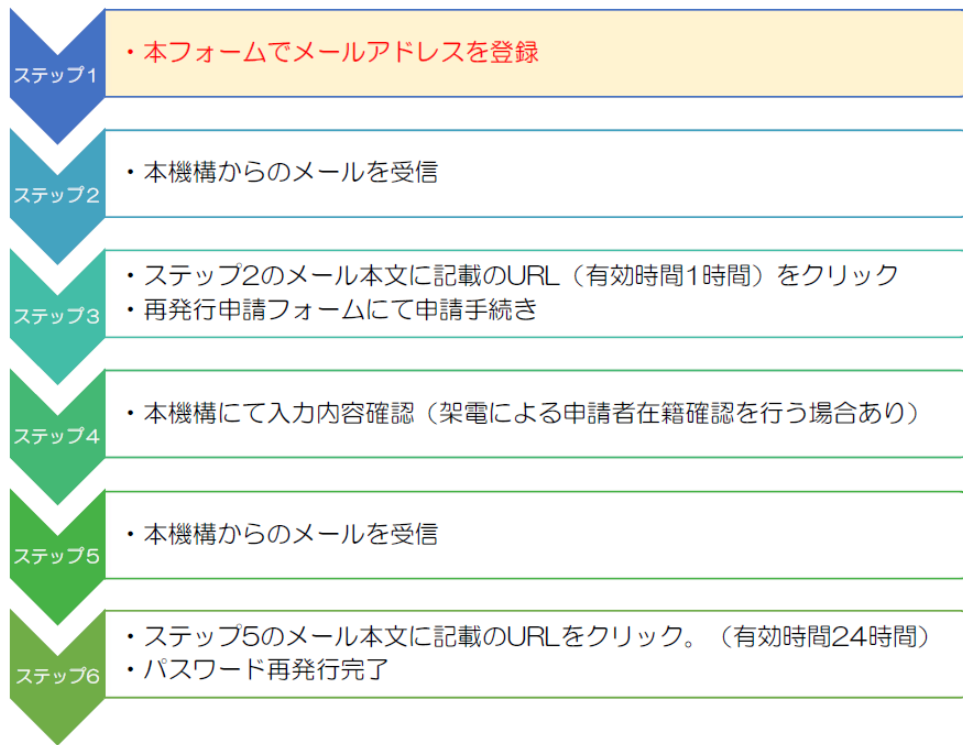 ステップ1
・本フォームでメールアドレスを登録
ステップ2
・本機構からのメールを受信
ステップ3
・ステップ2のメール本文に記載のURL（有効時間1時間）をクリック
・再発行申請フォームにて申請手続き
ステップ4
・本機構にて入力内容確認（架電による申請者在籍確認を行う場合あり）
ステップ5
・本機構からのメールを受信
ステップ6
・ステップ5のメール本文に記載のURLをクリック。（有効時間24時間）
・パスワード再発行完了